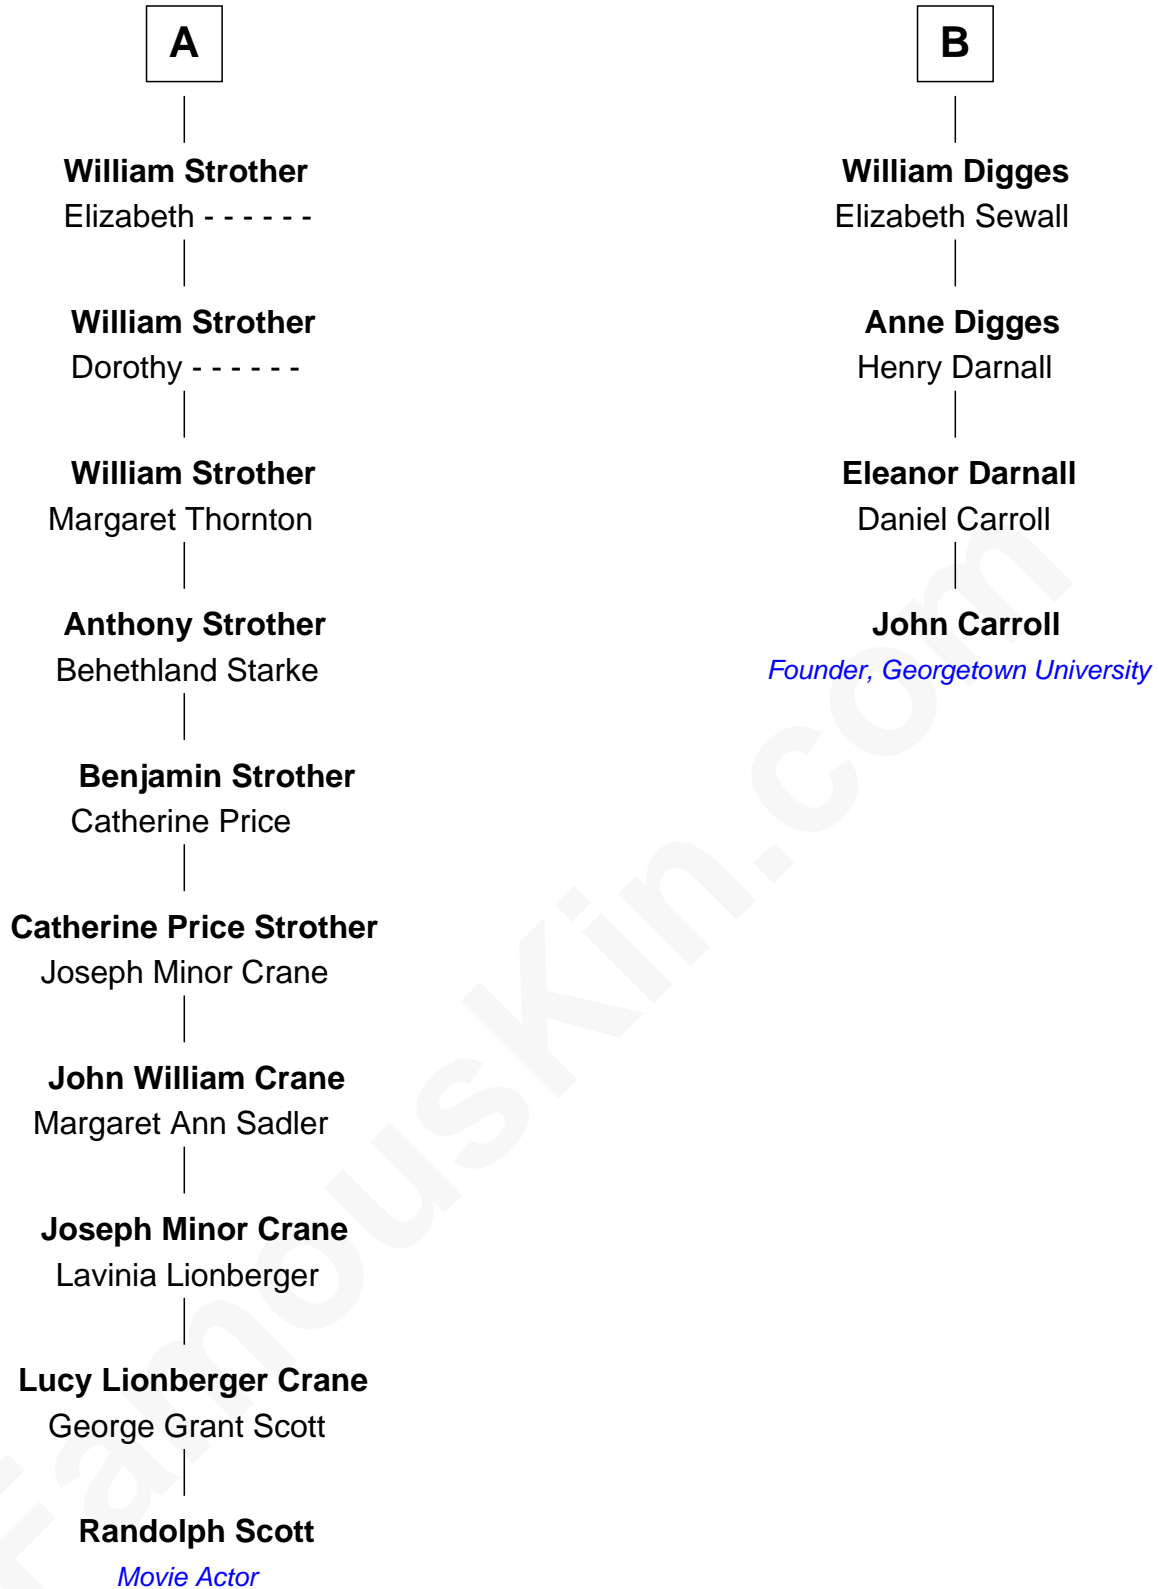 A
William Strother
Elizabeth - - - - - -
William Strother
Dorothy - - - - - -
William Strother
Margaret Thornton
Anthony Strother
Behethland Starke
Benjamin Strother
Catherine Price
Catherine Price Strother
Joseph Minor Crane
John William Crane
Margaret Ann Sadler
Joseph Minor Crane
Lavinia Lionberger
Lucy Lionberger Crane
George Grant Scott
Randolph Scott
Movie Actor
B
William Digges
Elizabeth Sewall
Anne Digges
Henry Darnall
Eleanor Darnall
Daniel Carroll
John Carroll
Founder, Georgetown University
FamousKin.com